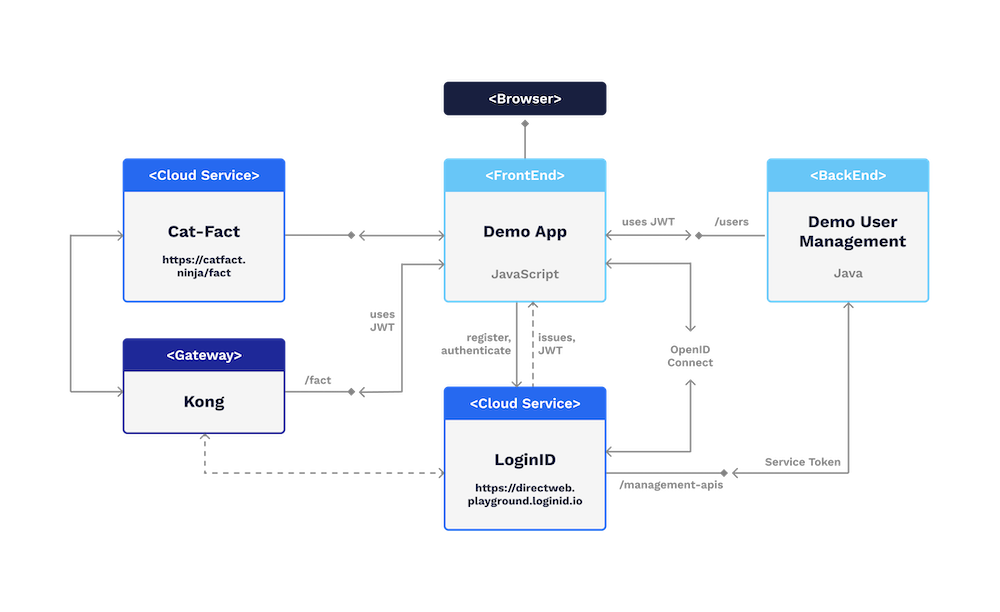 <Browser>
<Cloud Service>
Cat-Fact
https://catfact.
ninja/fact
<FrontEnd>
Demo App
JavaScript
uses JWT
/users
<BackEnd>
Demo User
Management
Java
uses
JWT
register,
authenticate
issues,
JWT
OpenID
Connect
<Gateway>
Kong
/fact
<Cloud Service>
LoginID
https://directweb.
playground.loginid.io
Service Token
/management-apis